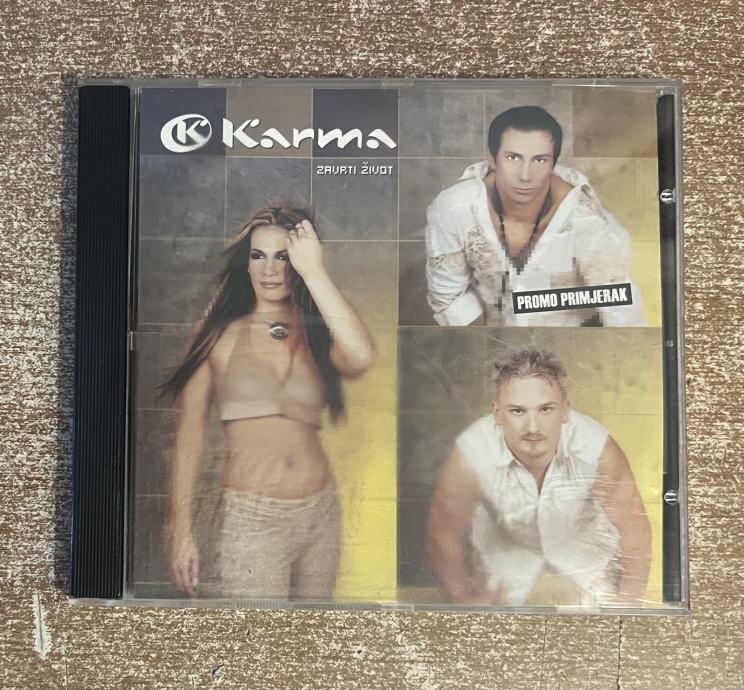 K Karma
ZAVRTI ŽIVOT
PROMO PRIMJERAK